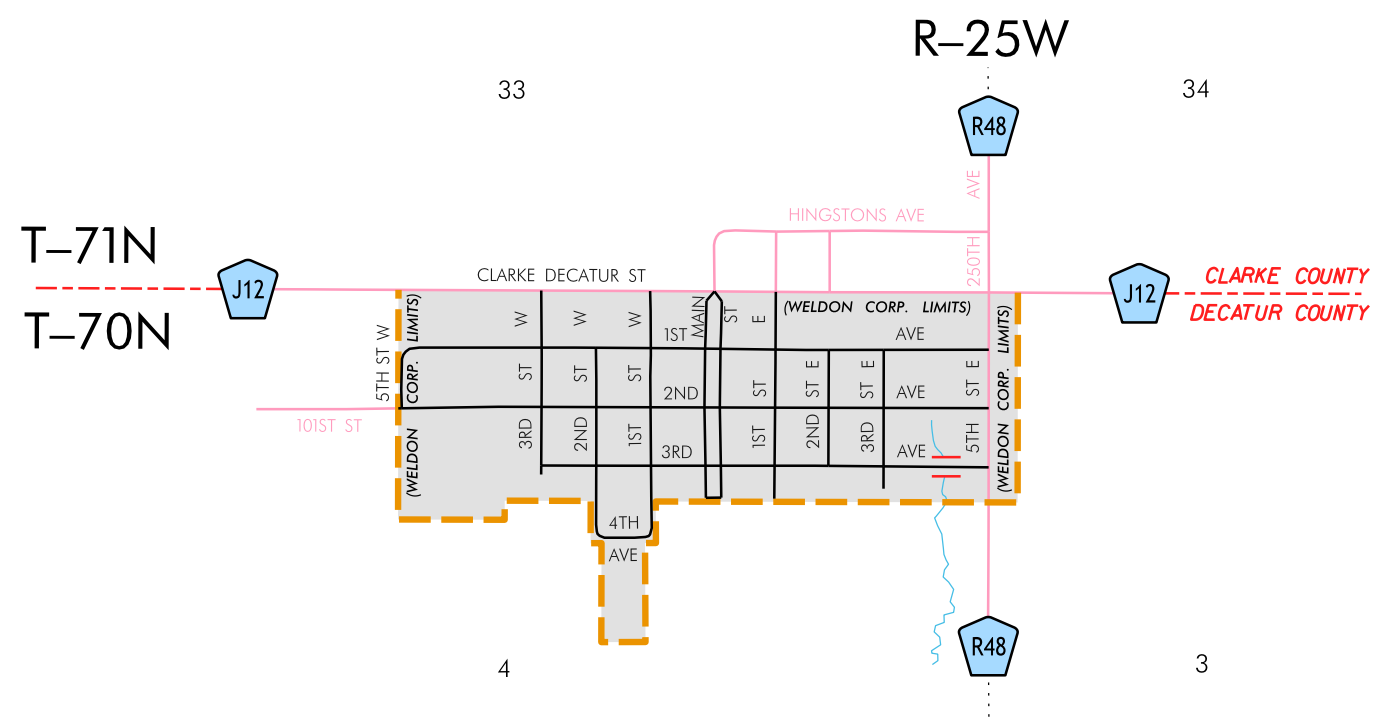 R–25W
33
34
R48
AVE
HINGSTONS AVE
250TH
T–71N
J12
CLARKE DECATUR ST
J12
CLARKE COUNTY
DECATUR COUNTY
T–70N
5TH ST W
(WELDON CORP. LIMITS)
3RD ST W
2ND ST W
1ST ST W
MAIN ST
1ST ST E
(WELDON CORP. LIMITS)
1ST AVE
2ND ST E
3RD ST E
5TH ST E
(WELDON CORP. LIMITS)
2ND AVE
101ST ST
3RD AVE
4TH
AVE
R48
4
3